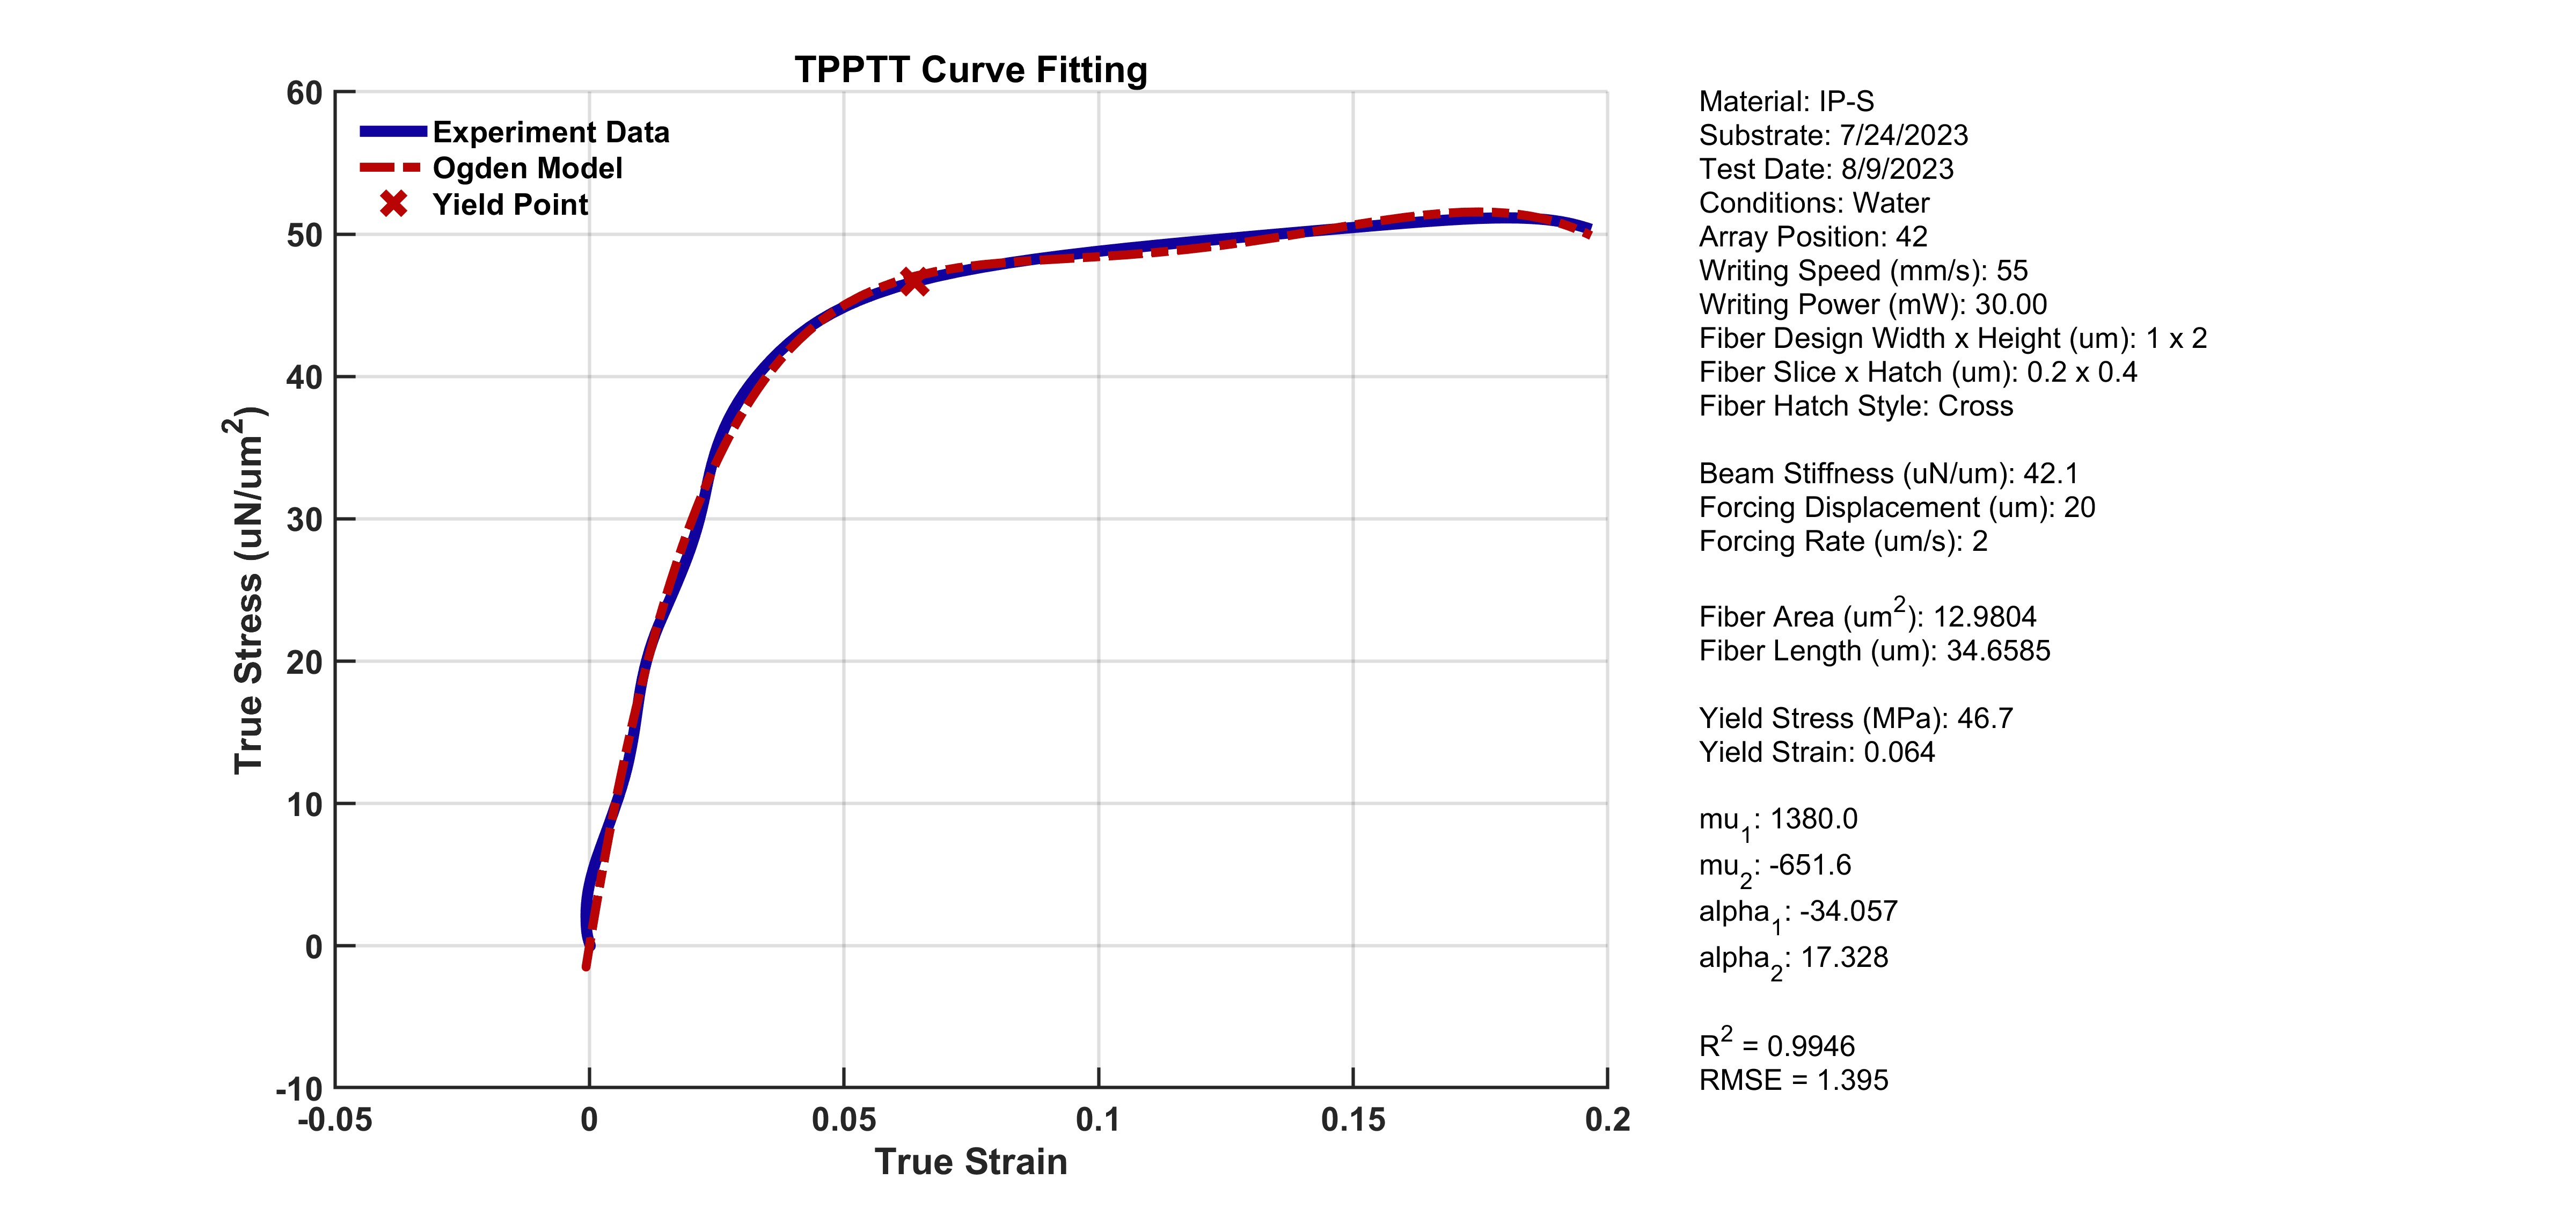 TPPTT Curve Fitting
60
50
40
30
20
10
0
-10
-0.05
0
0.05
0.1
0.15
0.2
True Stress (uN/um²)
True Strain
Experiment Data
Ogden Model
Yield Point
Material: IP-S
Substrate: 7/24/2023
Test Date: 8/9/2023
Conditions: Water
Array Position: 42
Writing Speed (mm/s): 55
Writing Power (mW): 30.00
Fiber Design Width x Height (um): 1 x 2
Fiber Slice x Hatch (um): 0.2 x 0.4
Fiber Hatch Style: Cross
Beam Stiffness (uN/um): 42.1
Forcing Displacement (um): 20
Forcing Rate (um/s): 2
Fiber Area (um²): 12.9804
Fiber Length (um): 34.6585
Yield Stress (MPa): 46.7
Yield Strain: 0.064
mu₁: 1380.0
mu₂: -651.6
alpha₁: -34.057
alpha₂: 17.328
R² = 0.9946
RMSE = 1.395